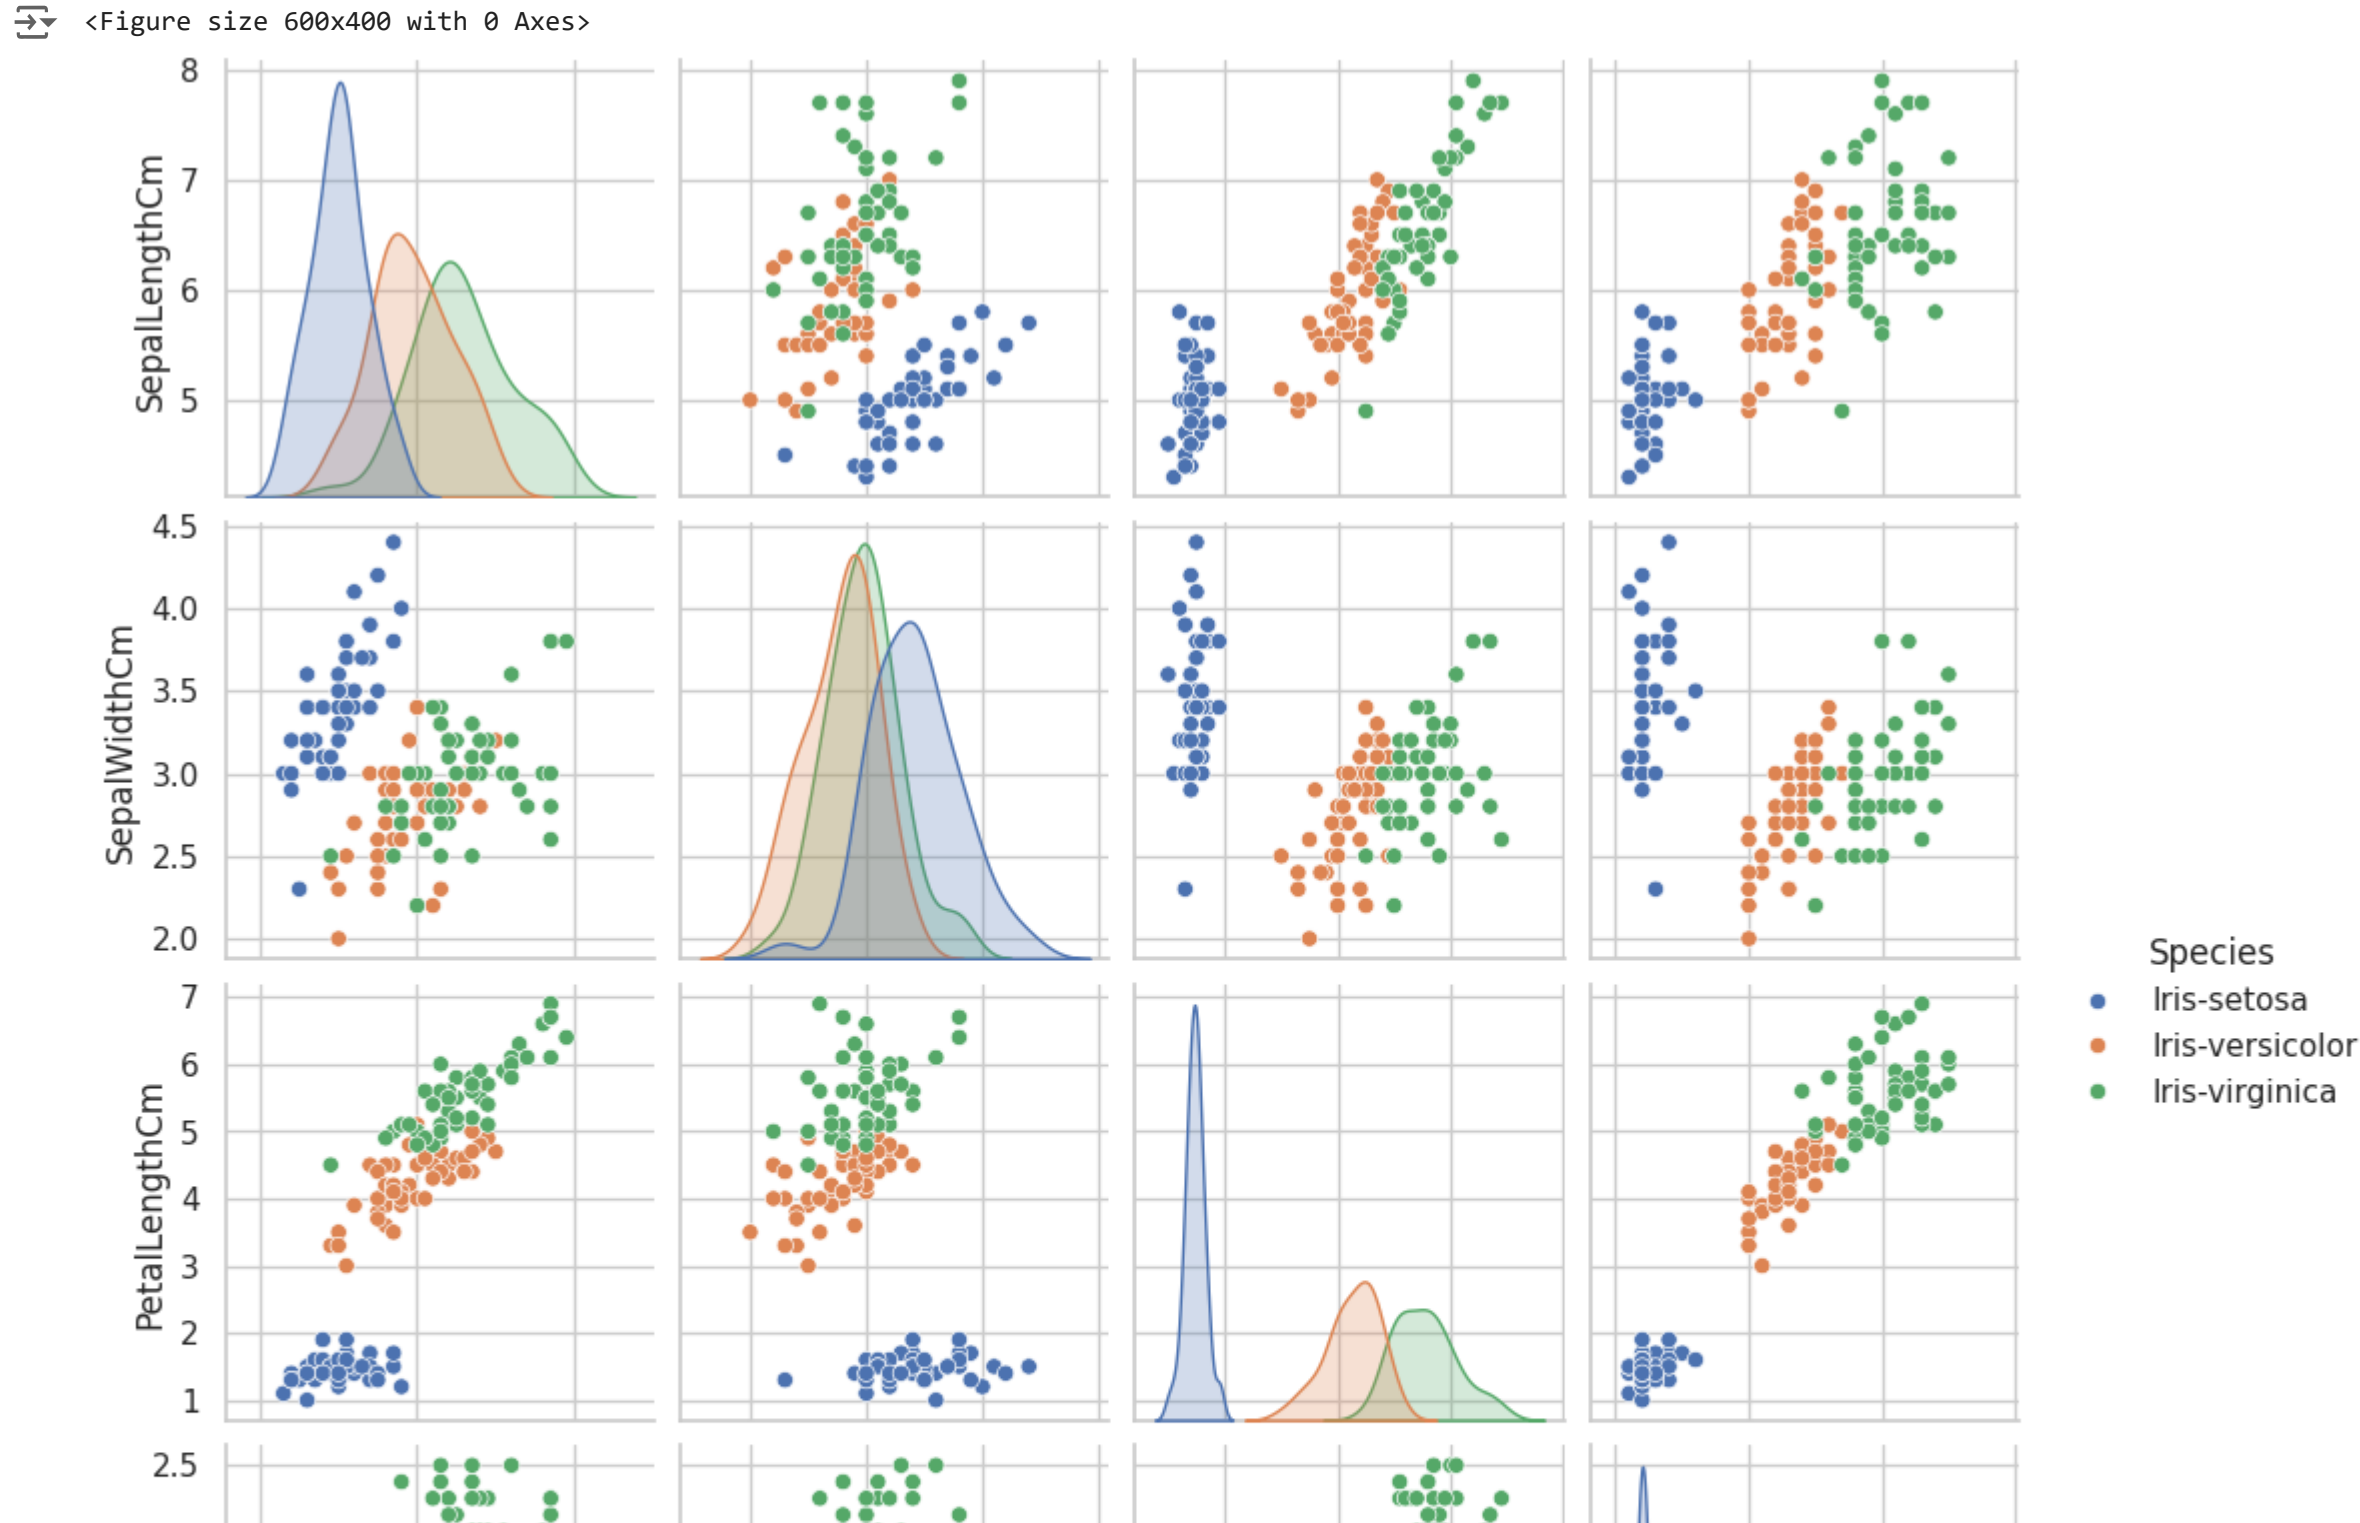 <Figure size 600x400 with 0 Axes>
8
7
6
5
SepalLengthCm
4.5
4.0
3.5
3.0
2.5
2.0
SepalWidthCm
7
6
5
4
3
2
1
PetalLengthCm
2.5
Species
Iris-setosa
Iris-versicolor
Iris-virginica